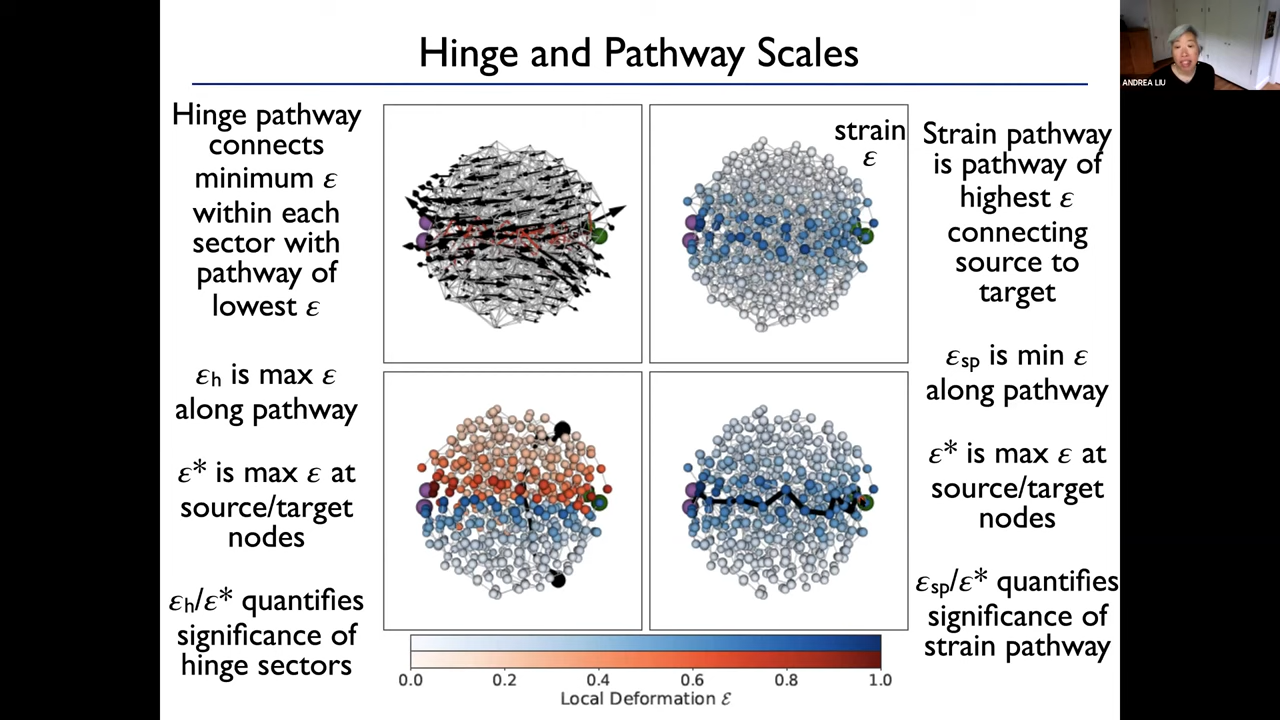 Hinge and Pathway Scales
ANDREA LIU
Hinge pathway
connects
minimum ε
within each
sector with
pathway of
lowest ε
εh is max ε
along pathway
ε* is max ε at
source/target
nodes
εh/ε* quantifies
significance of
hinge sectors
strain
ε
Strain pathway
is pathway of
highest ε
connecting
source to
target
εsp is min ε
along pathway
ε* is max ε at
source/target
nodes
εsp/ε* quantifies
significance of
strain pathway
0.0 0.2 0.4 0.6 0.8 1.0
Local Deformation ℰ